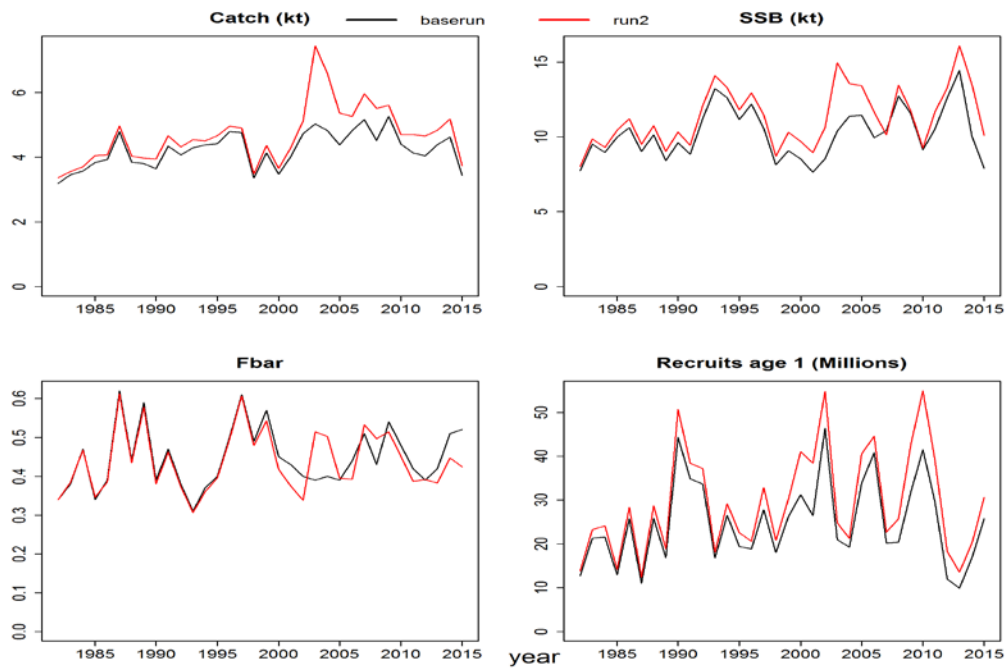 Catch (kt) baserun run2 SSB (kt)
0 2 4 6
1985 1990 1995 2000 2005 2010 2015
0 5 10 15
1985 1990 1995 2000 2005 2010 2015
Fbar
0.0 0.1 0.2 0.3 0.4 0.5 0.6
1985 1990 1995 2000 2005 2010 2015
Recruits age 1 (Millions)
0 10 20 30 40 50
1985 1990 1995 2000 2005 2010 2015
year